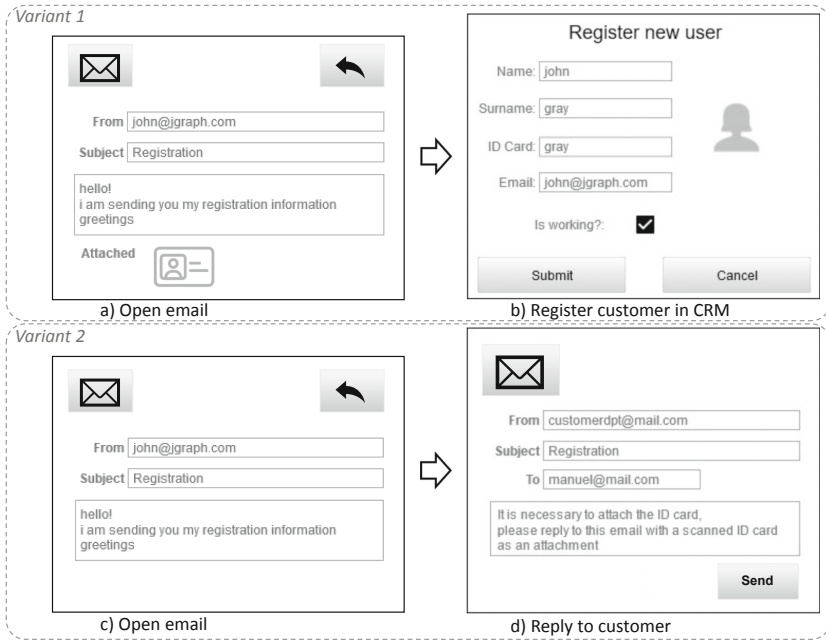 Variant 1
From john@jgraph.com
Subject Registration
hello!
i am sending you my registration information
greetings
Attached
a) Open email
Register new user
Name: john
Surname: gray
ID Card: gray
Email: john@jgraph.com
Is working?:
Submit Cancel
b) Register customer in CRM
Variant 2
From john@jgraph.com
Subject Registration
hello!
i am sending you my registration information
greetings
c) Open email
From customerdpt@mail.com
Subject Registration
To manuel@mail.com
It is necessary to attach the ID card,
please reply to this email with a scanned ID card
as an attachment
Send
d) Reply to customer